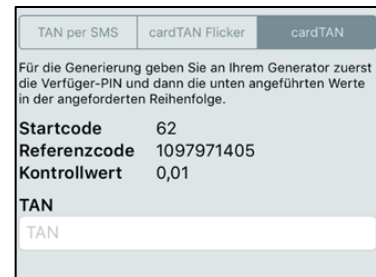 TAN per SMS cardTAN Flicker cardTAN
Für die Generierung geben Sie an Ihrem Generator zuerst
die Verfüger-PIN und dann die unten angeführten Werte
in der angeforderten Reihenfolge.
Startcode 62
Referenzcode 1097971405
Kontrollwert 0,01
TAN
TAN